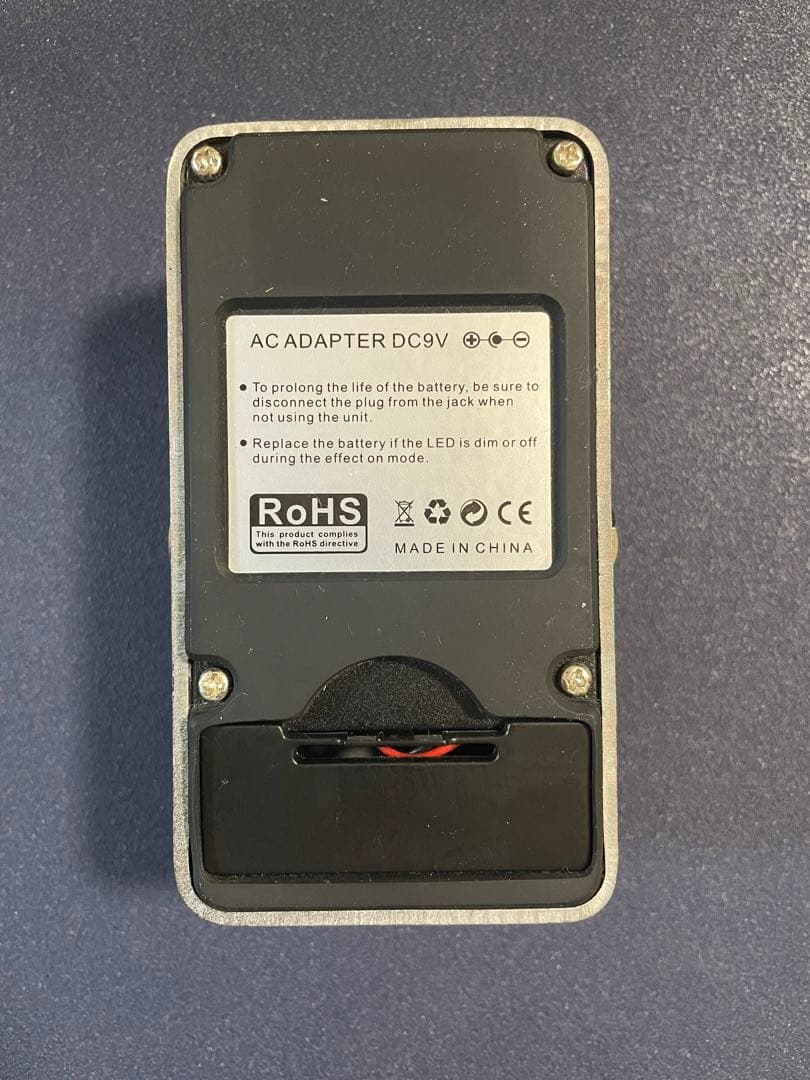 AC ADAPTER DC9V
● To prolong the life of the battery, be sure to
disconnect the plug from the jack when
not using the unit.
● Replace the battery if the LED is dim or off
during the effect on mode.
RoHS
This product complies
with the RoHS directive
CE
MADE IN CHINA